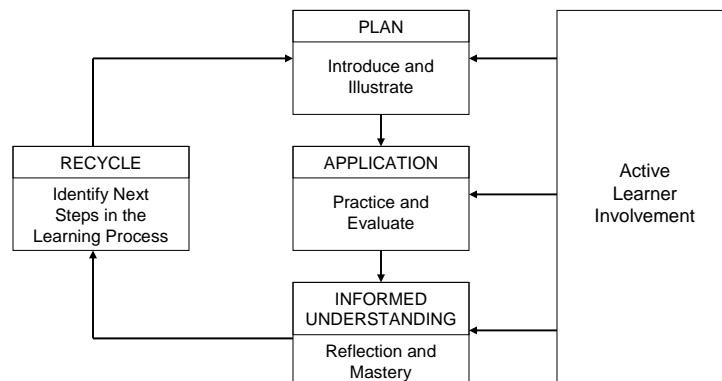 PLAN
Introduce and
Illustrate
RECYCLE
Identify Next
Steps in the
Learning Process
APPLICATION
Practice and
Evaluate
INFORMED
UNDERSTANDING
Reflection and
Mastery
Active
Learner
Involvement